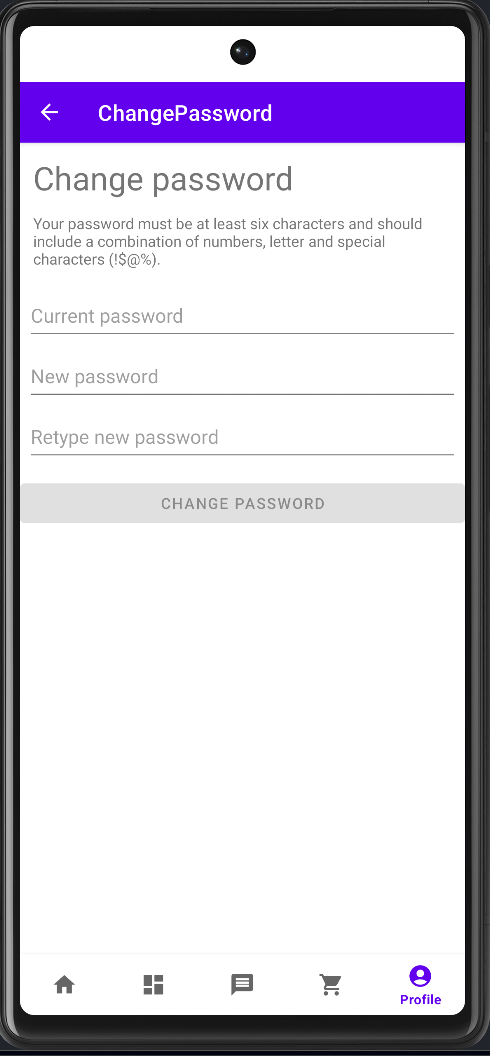 ChangePassword
Change password
Your password must be at least six characters and should
include a combination of numbers, letter and special
characters (!$@%).
Current password
New password
Retype new password
CHANGE PASSWORD
Profile